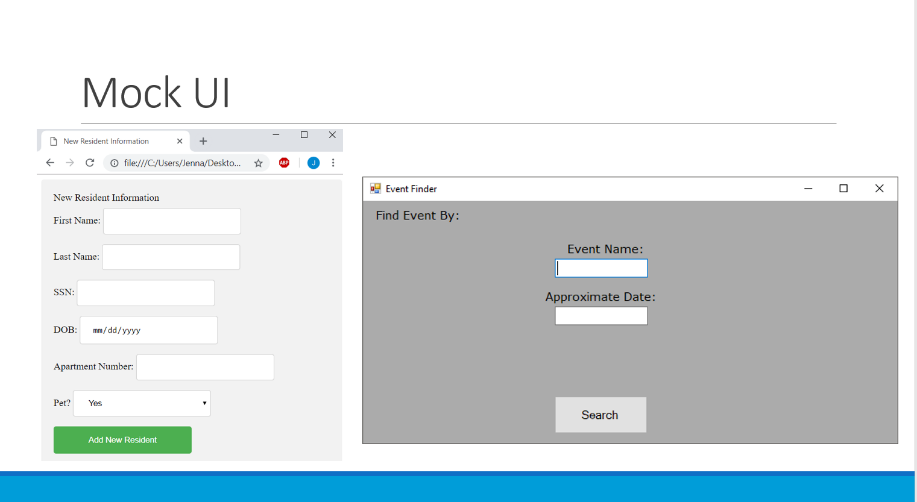 Mock UI
New Resident Information
file:///C:/Users/Jenna/Deskto...
ABP
J
New Resident Information
First Name:
Last Name:
SSN:
DOB: mm/dd/yyyy
Apartment Number:
Pet? Yes
Add New Resident
Event Finder
Find Event By:
Event Name:
Approximate Date:
Search